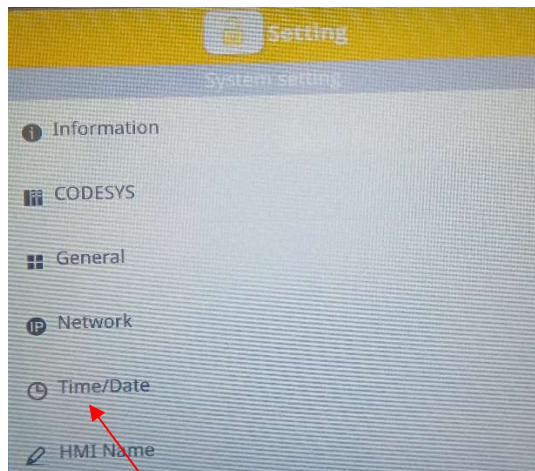 Setting
System setting
Information
CODESYS
General
Network
Time/Date
HMI Name